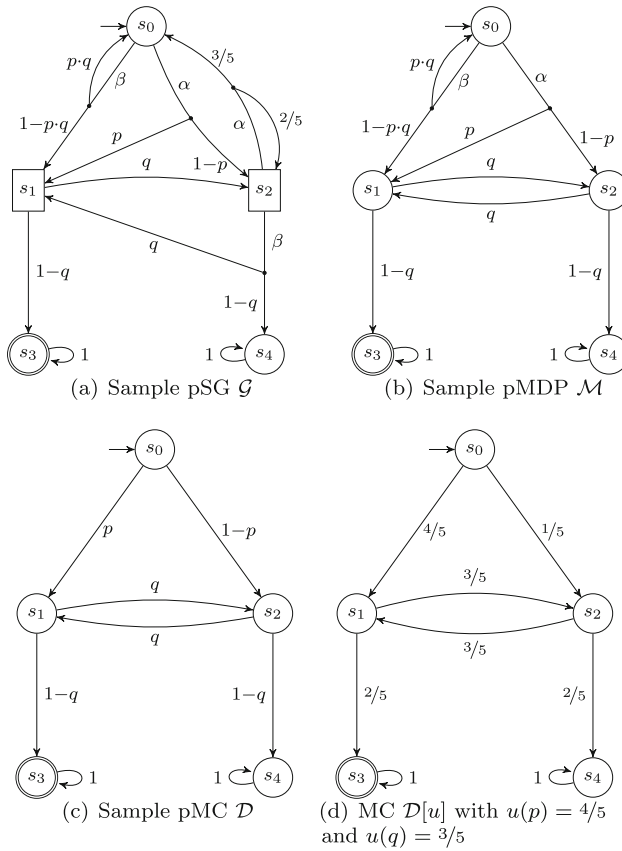 s₀
p·q
β
α
3/5
1−p·q
p
α
2/5
s₁
q
1−p
s₂
q
β
1−q
1−q
s₃
1
1
s₄
(a) Sample pSG 𝒢
s₀
p·q
β
α
1−p·q
p
1−p
s₁
q
s₂
q
1−q
1−q
s₃
1
1
s₄
(b) Sample pMDP ℳ
s₀
p
1−p
s₁
q
s₂
q
1−q
1−q
s₃
1
1
s₄
(c) Sample pMC 𝒟
s₀
4/5
1/5
s₁
3/5
s₂
3/5
2/5
2/5
s₃
1
1
s₄
(d) MC 𝒟[u] with u(p) = 4/5
and u(q) = 3/5